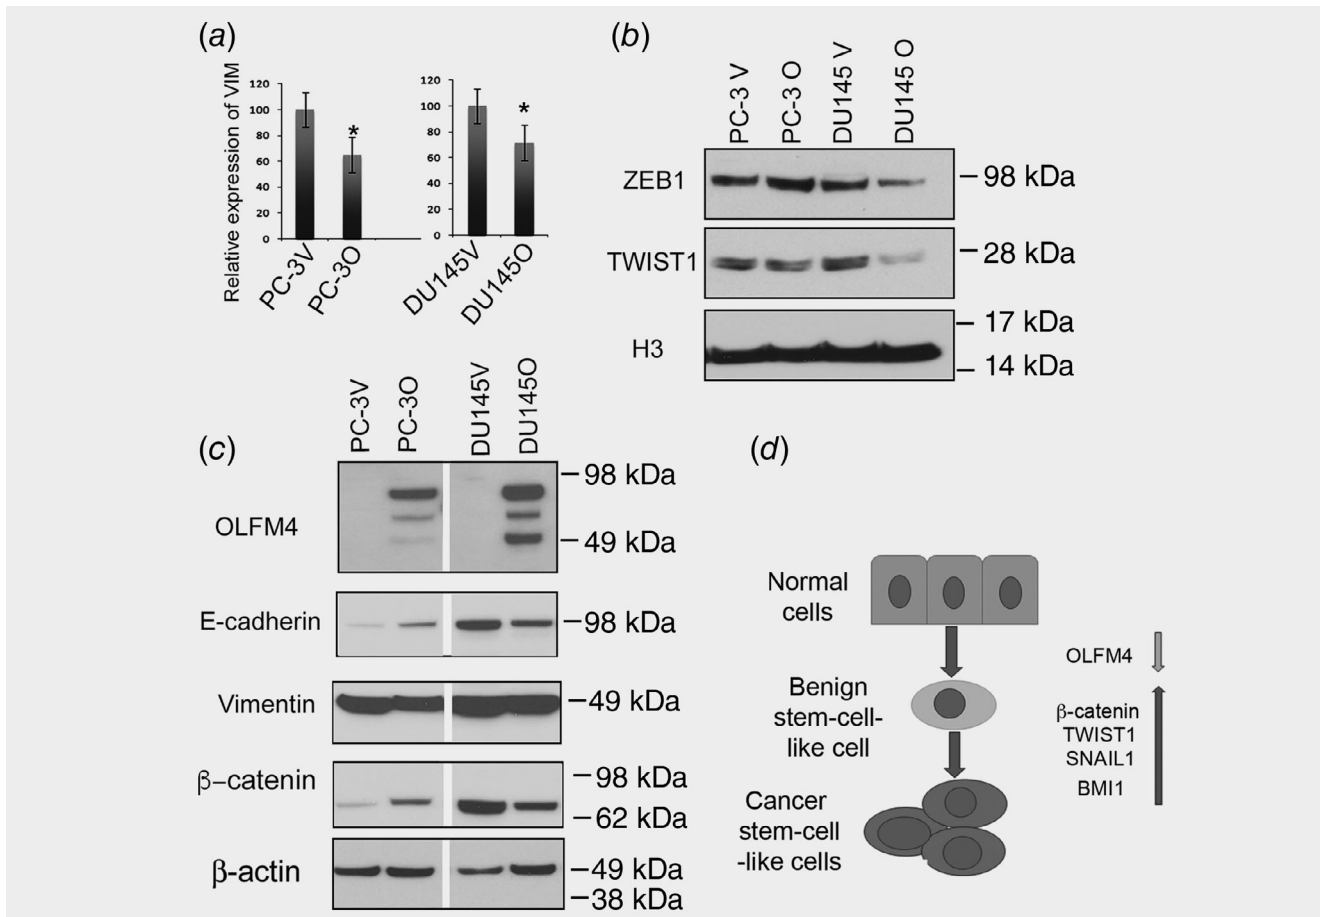 (a)
Relative expression of VIM
120
100
80
60
40
20
0
*
PC-3V
PC-3O
120
100
80
60
40
20
0
*
DU145V
DU145O
(b)
PC-3 V
PC-3 O
DU145 V
DU145 O
ZEB1
98 kDa
TWIST1
28 kDa
H3
17 kDa
14 kDa
(c)
PC-3V
PC-3O
DU145V
DU145O
OLFM4
98 kDa
49 kDa
E-cadherin
98 kDa
Vimentin
49 kDa
β–catenin
98 kDa
62 kDa
β-actin
49 kDa
38 kDa
(d)
Normal
cells
Benign
stem-cell-
like cell
Cancer
stem-cell
-like cells
OLFM4
β-catenin
TWIST1
SNAIL1
BMI1